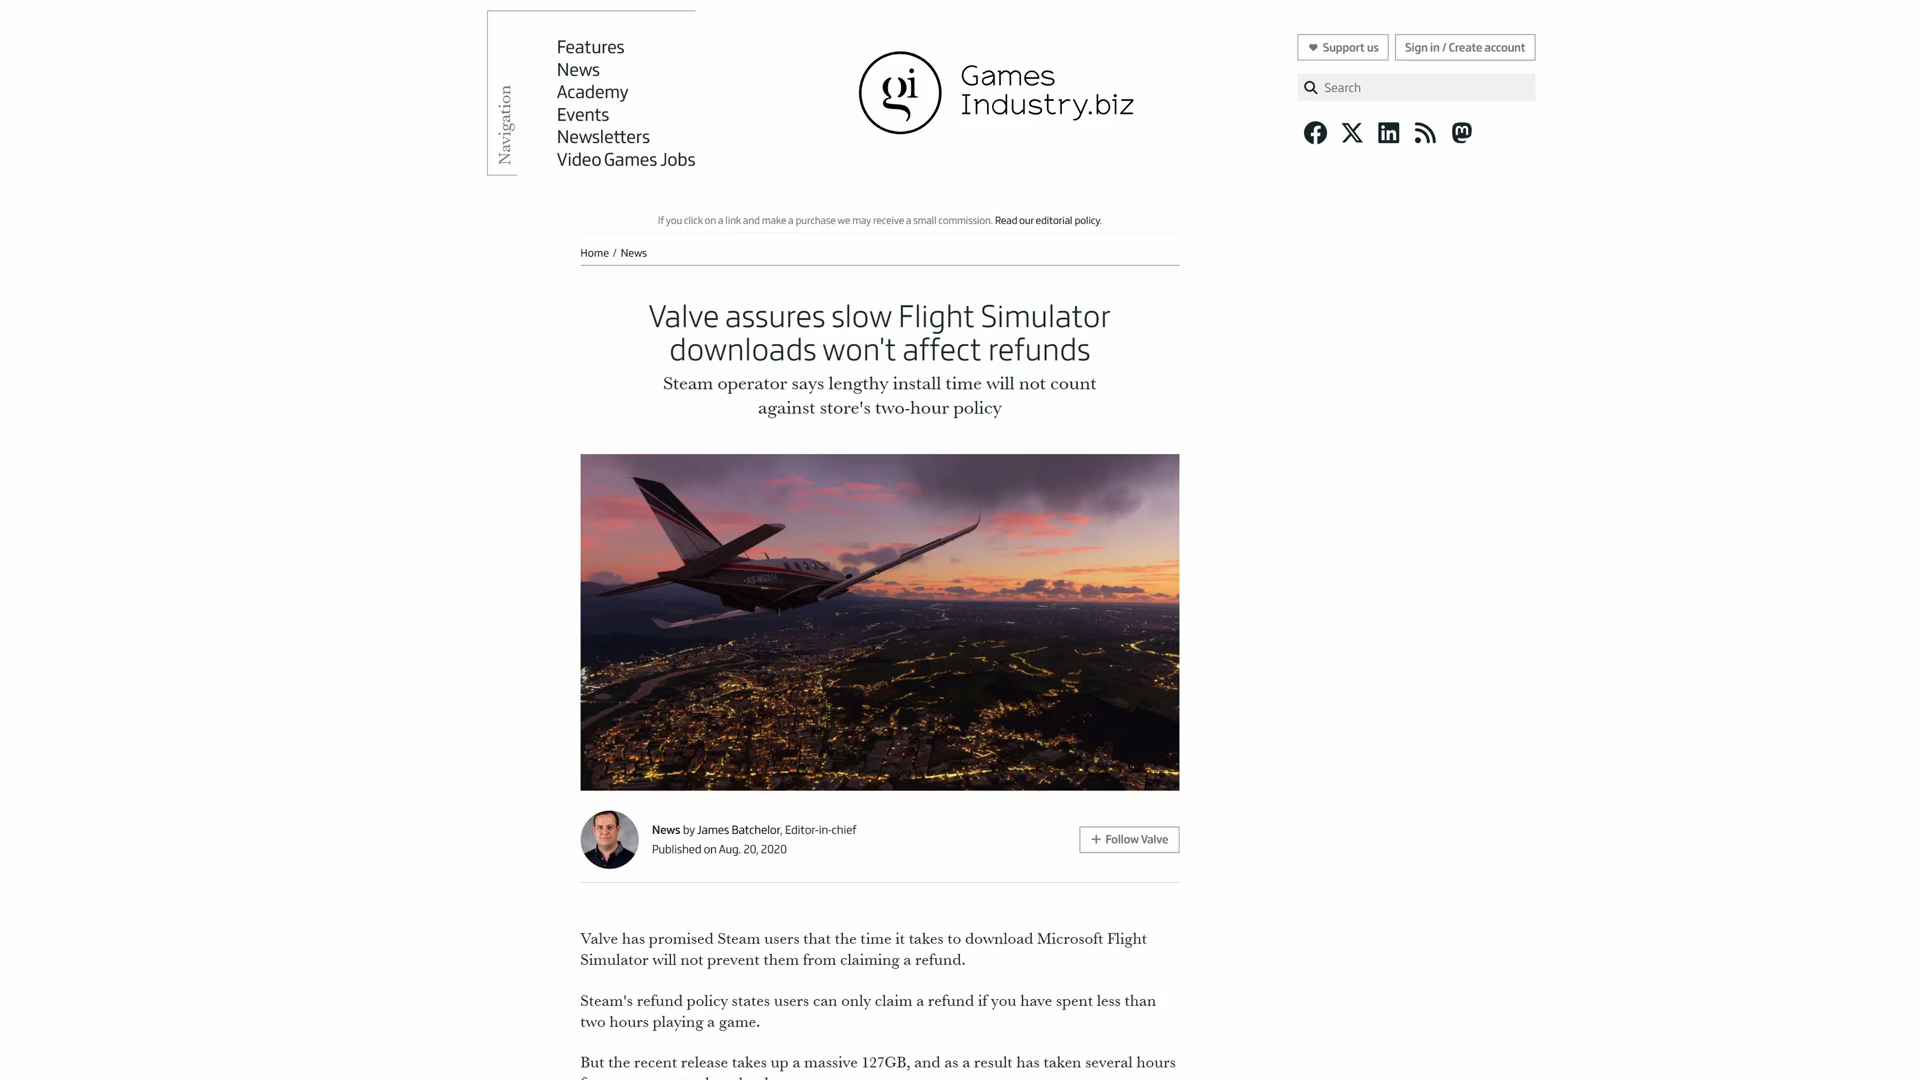 Navigation
Features
News
Academy
Events
Newsletters
Video Games Jobs
gi
Games
Industry.biz
Support us
Sign in / Create account
Search
If you click on a link and make a purchase we may receive a small commission. Read our editorial policy.
Home / News
Valve assures slow Flight Simulator
downloads won't affect refunds
Steam operator says lengthy install time will not count
against store's two-hour policy
News by James Batchelor, Editor-in-chief
Published on Aug. 20, 2020
+ Follow Valve
Valve has promised Steam users that the time it takes to download Microsoft Flight
Simulator will not prevent them from claiming a refund.
Steam's refund policy states users can only claim a refund if you have spent less than
two hours playing a game.
But the recent release takes up a massive 127GB, and as a result has taken several hours